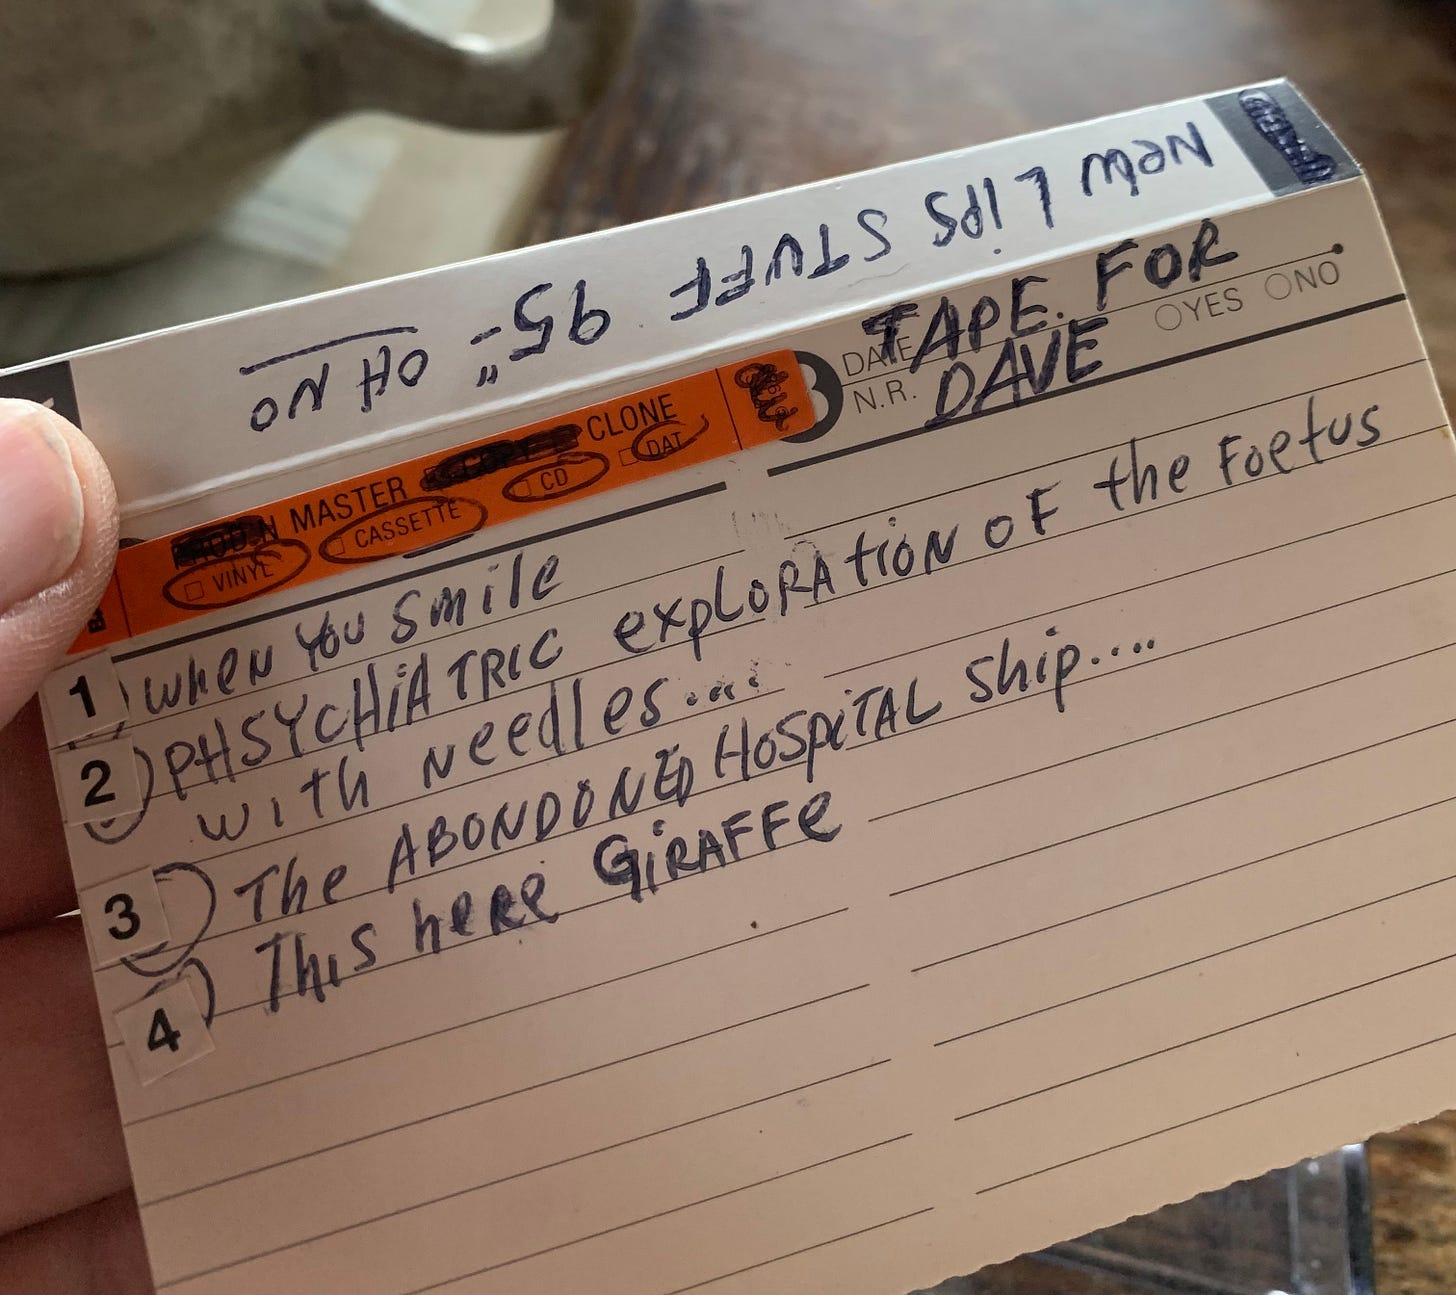 NEW LIPS STUFF 95-" OH NO
TAPE FOR
DAVE
DATE
N.R.
YES NO
MASTER COPY CLONE
VINYL CASSETTE CD DAT
1 ) when You Smile
2 ) PHSYCHiATRIC exploRAtioN OF the Foetus
with Needles....
3 ) The ABONDONED HOSPiTAL Ship....
4 ) This heRe GiRAFFe